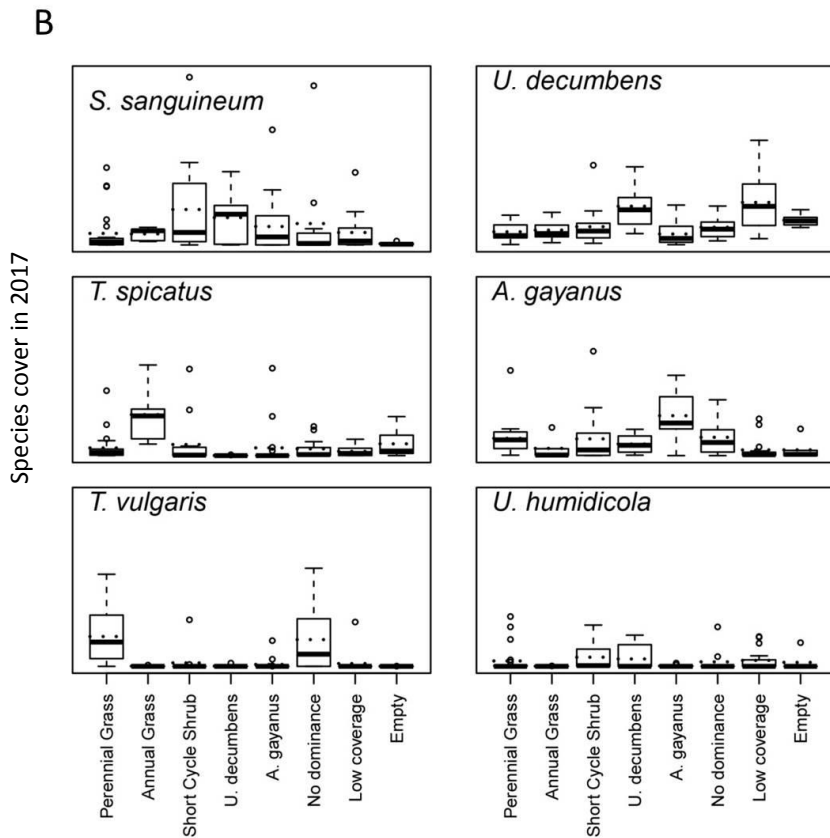 B
S. sanguineum
U. decumbens
T. spicatus
A. gayanus
T. vulgaris
U. humidicola
Species cover in 2017
Perennial Grass
Annual Grass
Short Cycle Shrub
U. decumbens
A. gayanus
No dominance
Low coverage
Empty
Perennial Grass
Annual Grass
Short Cycle Shrub
U. decumbens
A. gayanus
No dominance
Low coverage
Empty